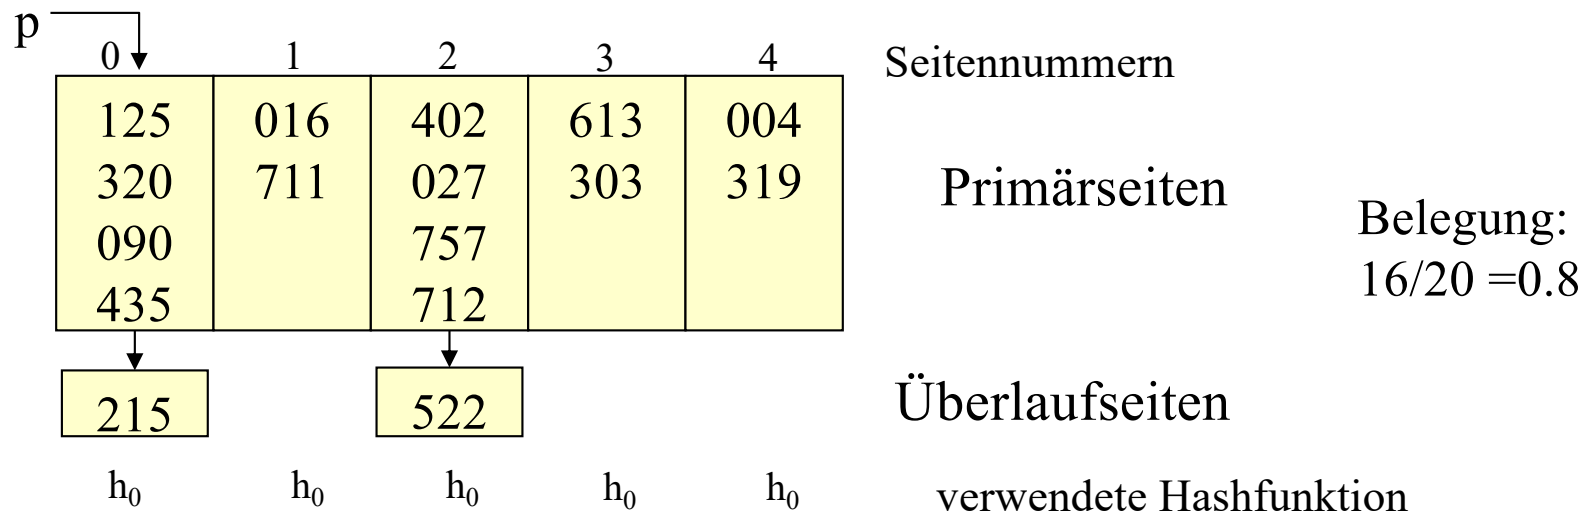 p
0 1 2 3 4 Seitennummern
125 016 402 613 004
320 711 027 303 319 Primärseiten
090 757 Belegung:
435 712 16/20 =0.8
215 522 Überlaufseiten
h₀ h₀ h₀ h₀ h₀ verwendete Hashfunktion